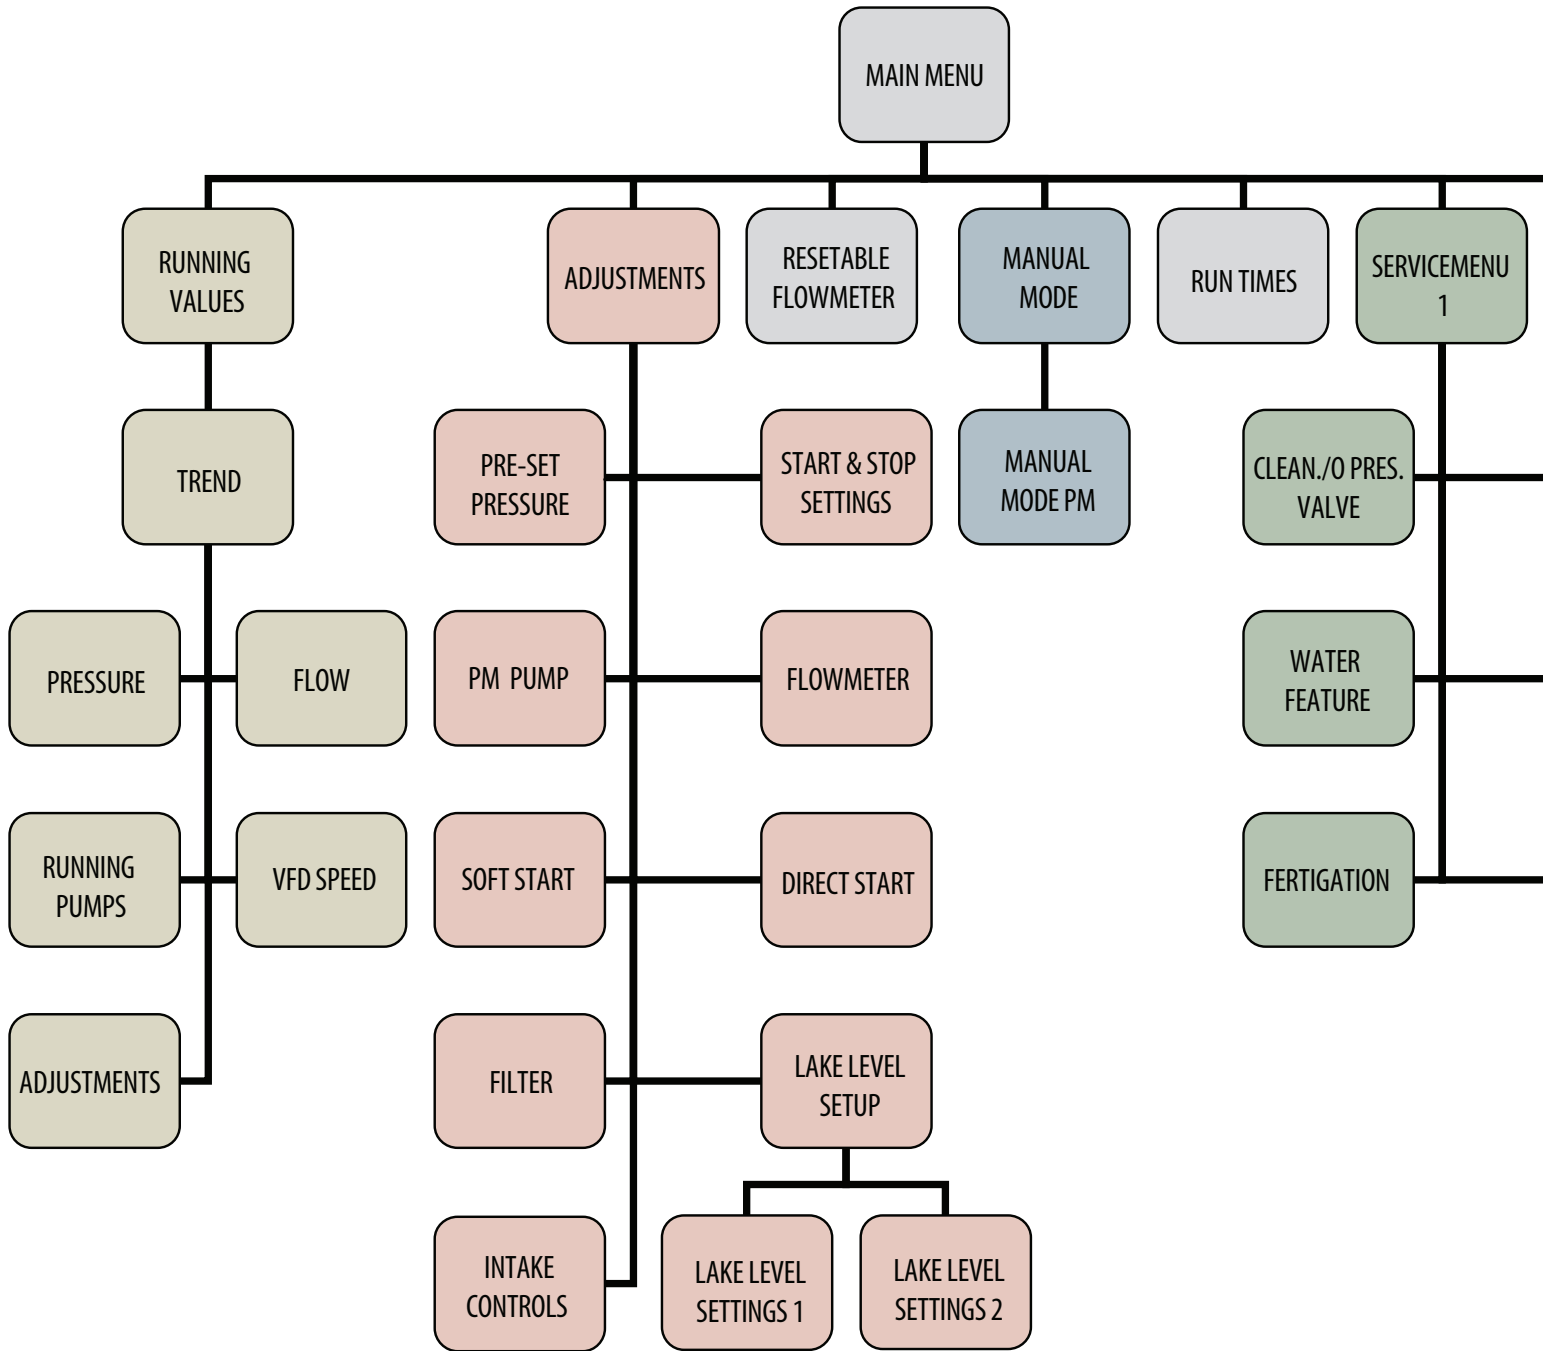 MAIN MENU
RUNNING
VALUES
ADJUSTMENTS
RESETABLE
FLOWMETER
MANUAL
MODE
RUN TIMES
SERVICEMENU
1
TREND
PRE-SET
PRESSURE
START & STOP
SETTINGS
MANUAL
MODE PM
CLEAN./O PRES.
VALVE
PRESSURE
FLOW
PM PUMP
FLOWMETER
WATER
FEATURE
RUNNING
PUMPS
VFD SPEED
SOFT START
DIRECT START
FERTIGATION
ADJUSTMENTS
FILTER
LAKE LEVEL
SETUP
INTAKE
CONTROLS
LAKE LEVEL
SETTINGS 1
LAKE LEVEL
SETTINGS 2